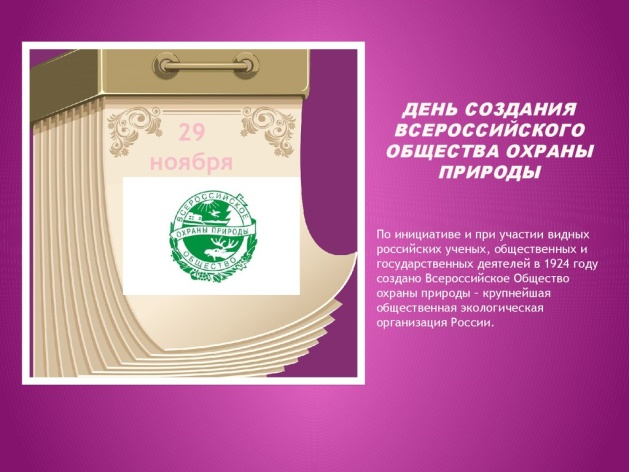 29
ноября
ВСЕРОССИЙСКОЕ
ОХРАНЫ ПРИРОДЫ
ОБЩЕСТВО
ДЕНЬ СОЗДАНИЯ
ВСЕРОССИЙСКОГО
ОБЩЕСТВА ОХРАНЫ
ПРИРОДЫ
По инициативе и при участии видных
российских ученых, общественных и
государственных деятелей в 1924 году
создано Всероссийское Общество
охраны природы – крупнейшая
общественная экологическая
организация России.